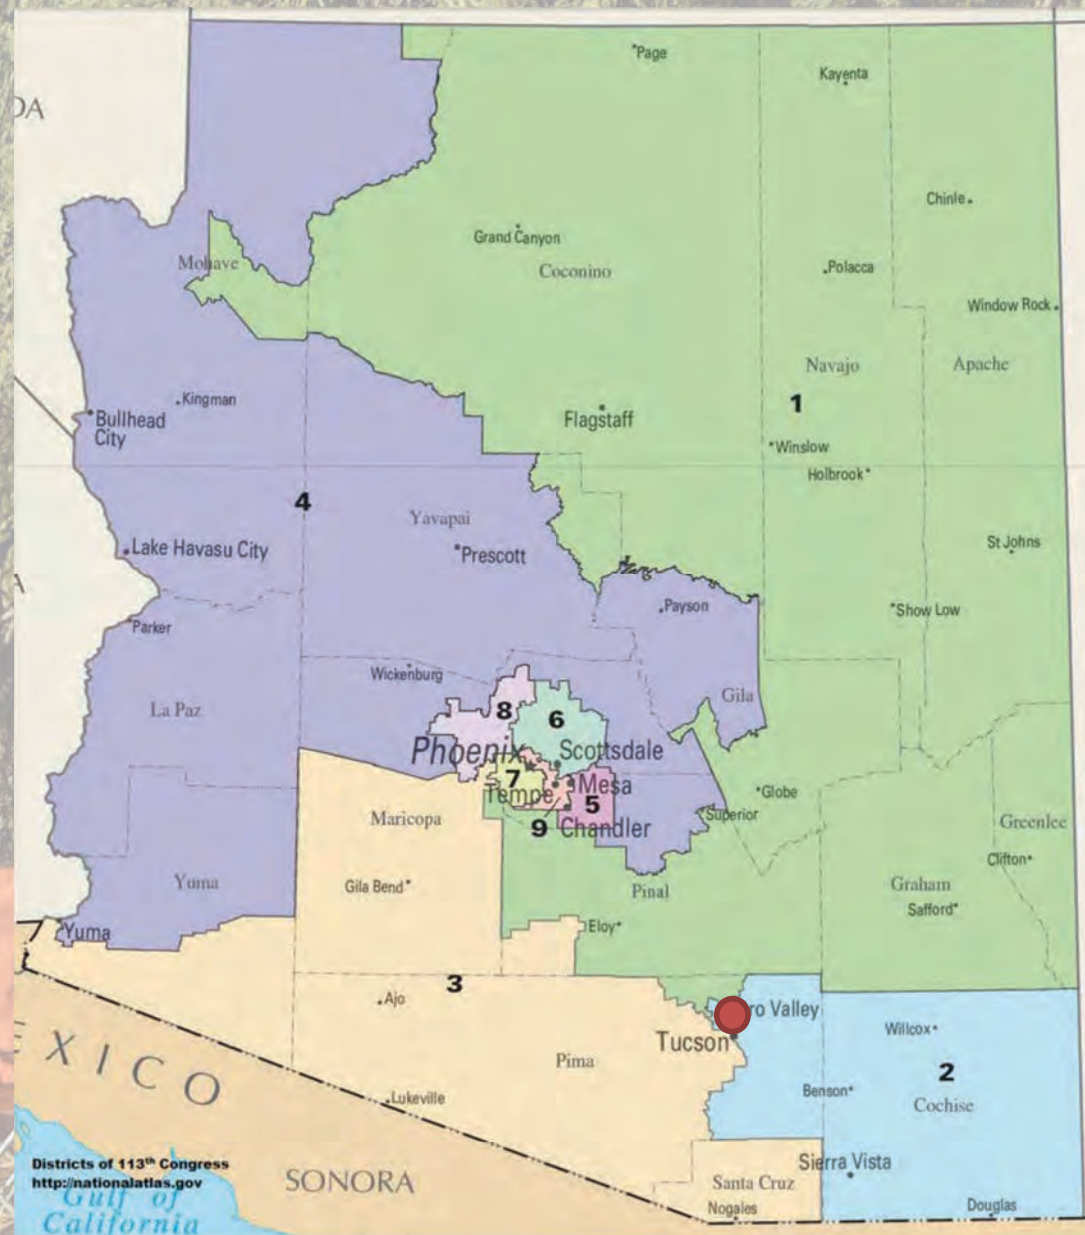 DA
Page
Kayenta
Chinle
Grand Canyon
Mohave
Coconino
Polacca
Window Rock
Navajo
Apache
1
Kingman
Bullhead
City
Flagstaff
Winslow
Holbrook
4
Yavapai
Prescott
Lake Havasu City
St Johns
A
Payson
Show Low
Parker
Wickenburg
Gila
La Paz
8
6
Phoenix
Scottsdale
7
Mesa
Tempe
5
Globe
Maricopa
9
Chandler
Superior
Greenlee
Clifton
Yuma
Gila Bend
Pinal
Graham
Safford
Yuma
Eloy
3
Ajo
ro Valley
Tucson
Willcox
EXICO
Pima
2
Benson
Cochise
Lukeville
Districts of 113th Congress
http://nationalatlas.gov
Gulf of
California
SONORA
Sierra Vista
Santa Cruz
Nogales
Douglas